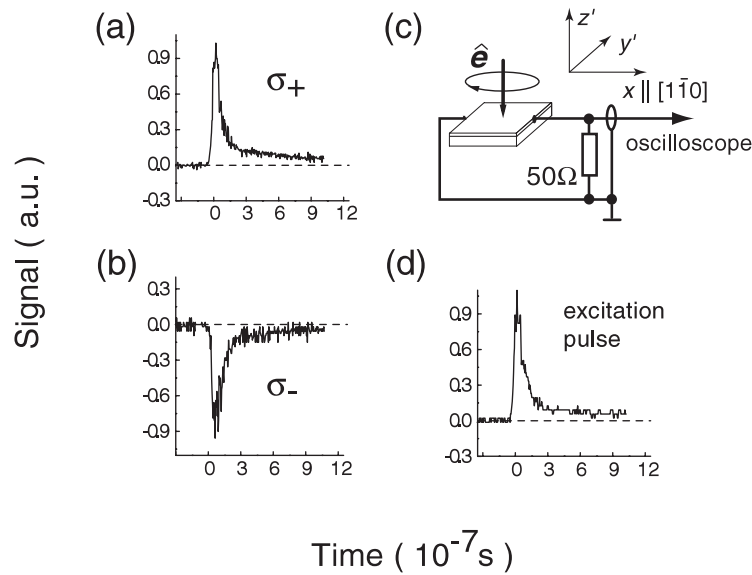 (a)
0.9
0.6
0.3
0.0
-0.3
σ+
0 3 6 9 12
(b)
0.3
0.0
-0.3
-0.6
-0.9
σ-
0 3 6 9 12
(c)
ê
z'
y'
x || [11̄0]
oscilloscope
50Ω
(d)
0.9
0.6
0.3
0.0
-0.3
excitation
pulse
0 3 6 9 12
Signal ( a.u. )
Time ( 10⁻⁷s )